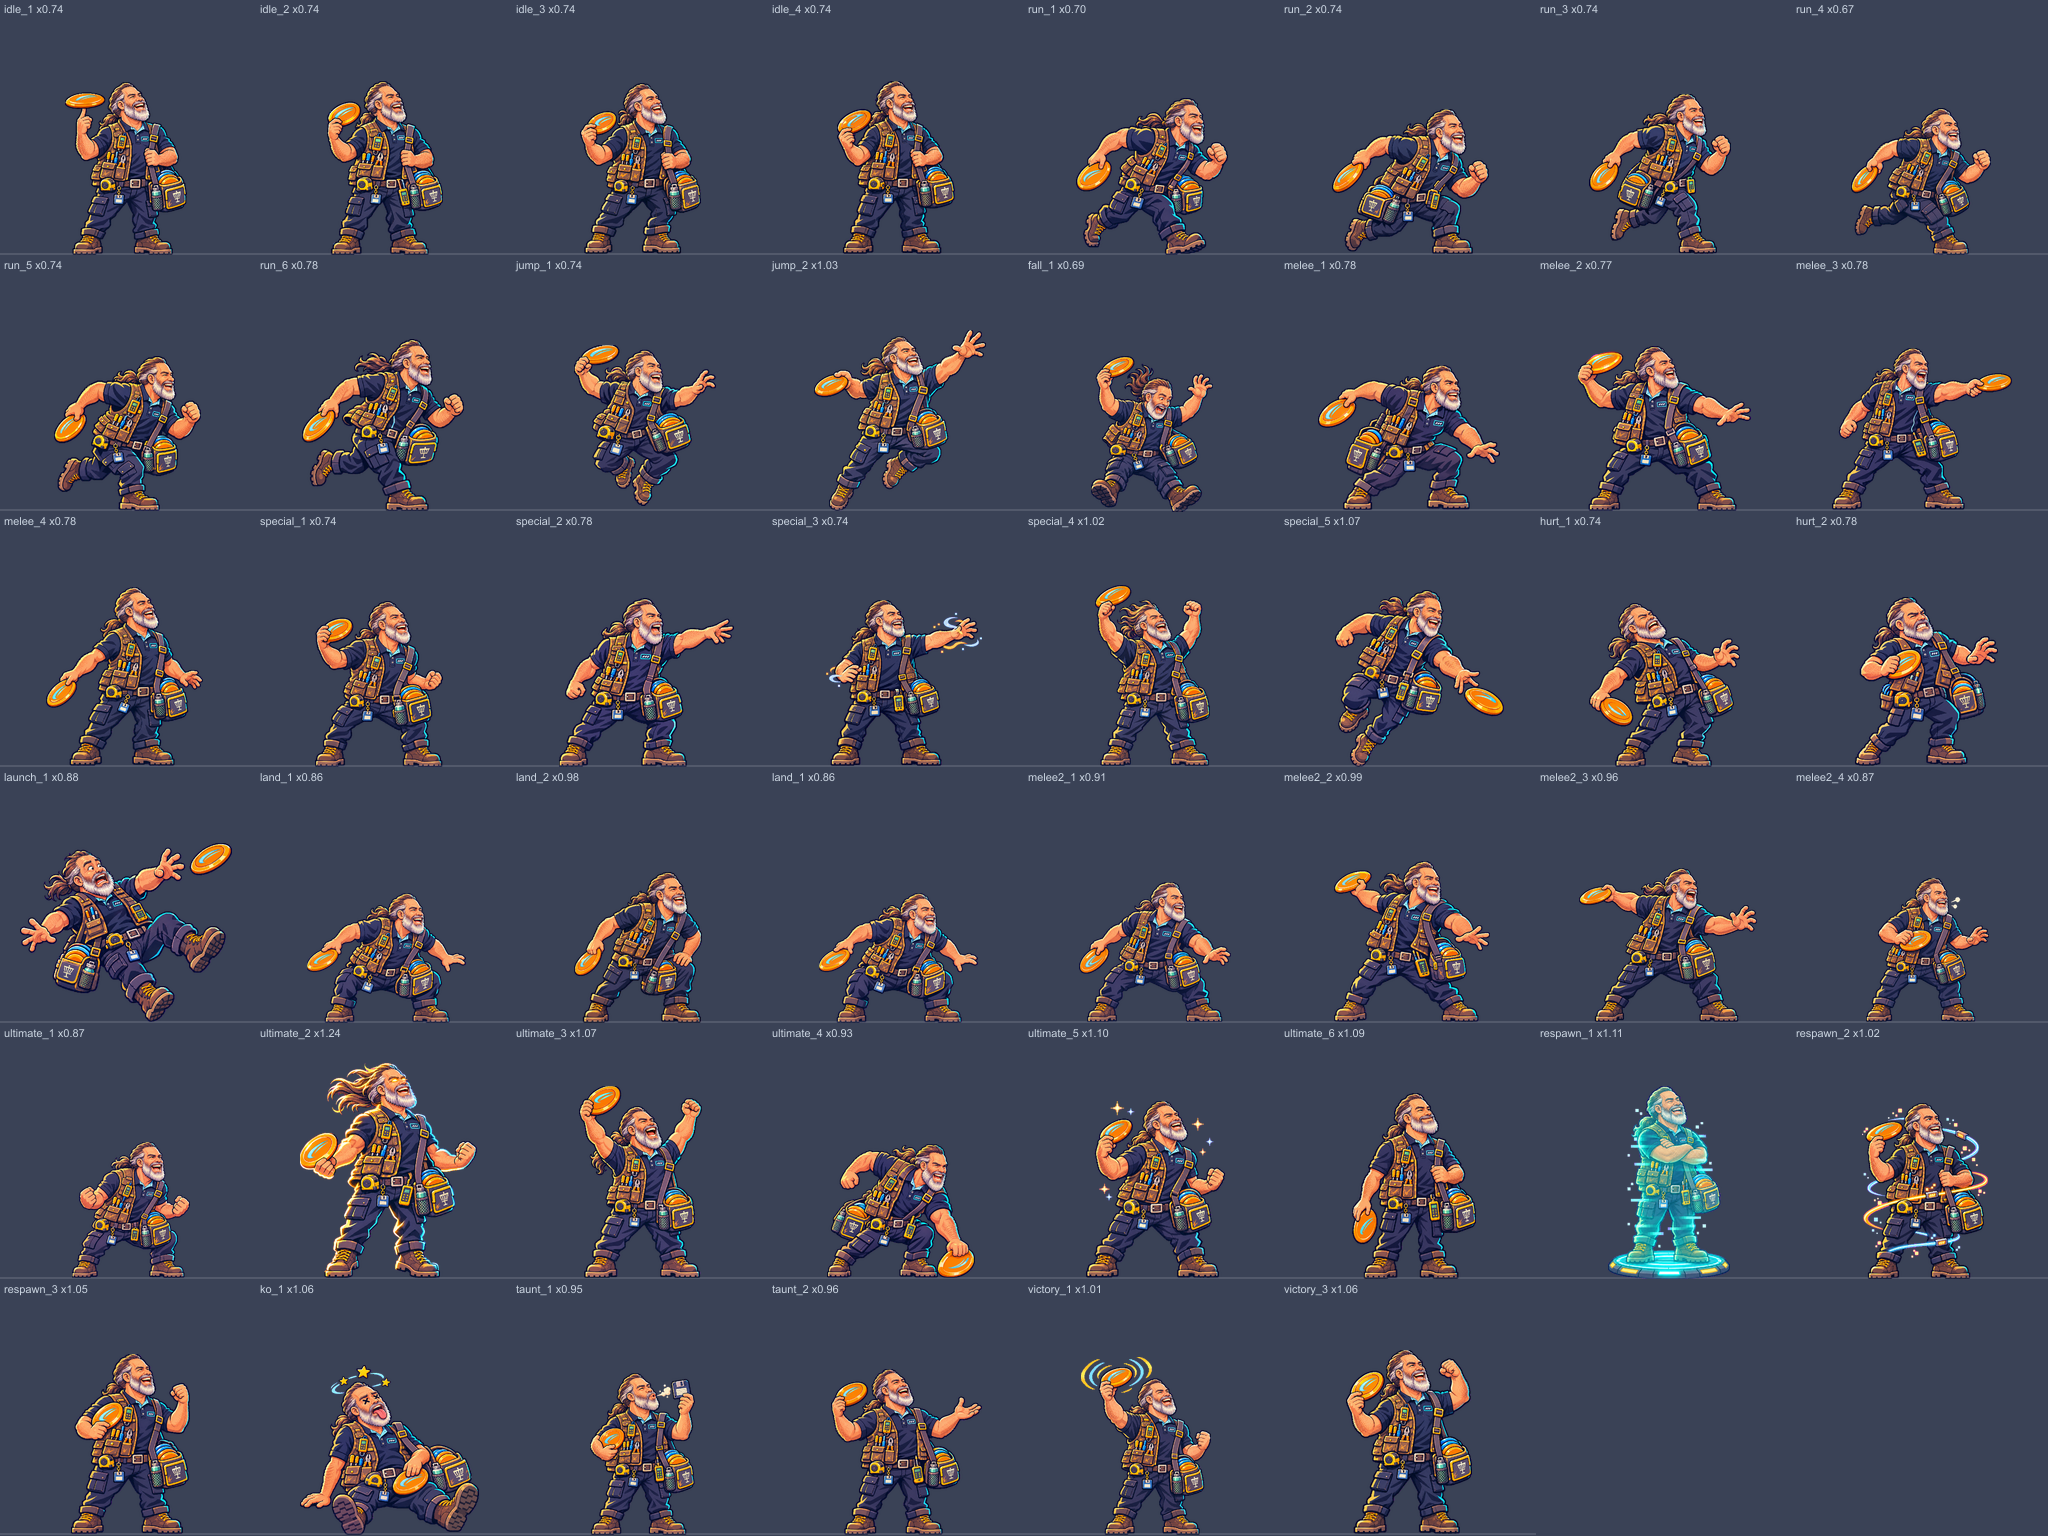 idle_1 x0.74
idle_2 x0.74
idle_3 x0.74
idle_4 x0.74
run_1 x0.70
run_2 x0.74
run_3 x0.74
run_4 x0.67
run_5 x0.74
run_6 x0.78
jump_1 x0.74
jump_2 x1.03
fall_1 x0.69
melee_1 x0.78
melee_2 x0.77
melee_3 x0.78
melee_4 x0.78
special_1 x0.74
special_2 x0.78
special_3 x0.74
special_4 x1.02
special_5 x1.07
hurt_1 x0.74
hurt_2 x0.78
launch_1 x0.88
land_1 x0.86
land_2 x0.98
land_1 x0.86
melee2_1 x0.91
melee2_2 x0.99
melee2_3 x0.96
melee2_4 x0.87
ultimate_1 x0.87
ultimate_2 x1.24
ultimate_3 x1.07
ultimate_4 x0.93
ultimate_5 x1.10
ultimate_6 x1.09
respawn_1 x1.11
respawn_2 x1.02
respawn_3 x1.05
ko_1 x1.06
taunt_1 x0.95
taunt_2 x0.96
victory_1 x1.01
victory_3 x1.06